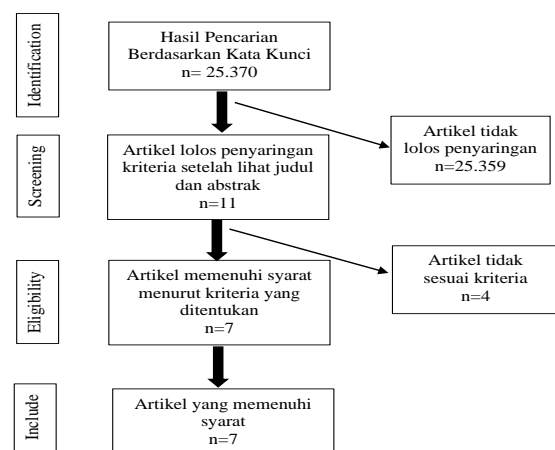 Identification
Hasil Pencarian
Berdasarkan Kata Kunci
n= 25.370
Screening
Artikel lolos penyaringan
kriteria setelah lihat judul
dan abstrak
n=11
Artikel tidak
lolos penyaringan
n=25.359
Eligibility
Artikel memenuhi syarat
menurut kriteria yang
ditentukan
n=7
Artikel tidak
sesuai kriteria
n=4
Include
Artikel yang memenuhi
syarat
n=7